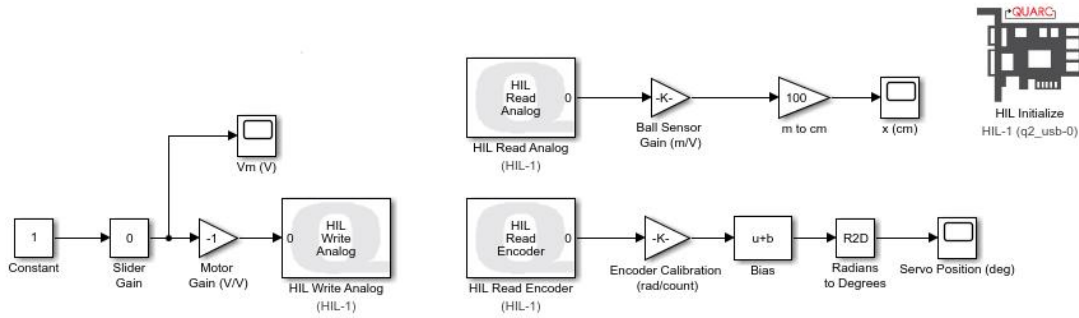 QUARC
HIL Initialize
HIL-1 (q2_usb-0)
HIL
Read
Analog
0
HIL Read Analog
(HIL-1)
-K-
Ball Sensor
Gain (m/V)
100
m to cm
x (cm)
Vm (V)
1
Constant
0
Slider
Gain
-1
Motor
Gain (V/V)
0
HIL
Write
Analog
HIL Write Analog
(HIL-1)
HIL
Read
Encoder
0
HIL Read Encoder
(HIL-1)
-K-
Encoder Calibration
(rad/count)
u+b
Bias
R2D
Radians
to Degrees
Servo Position (deg)